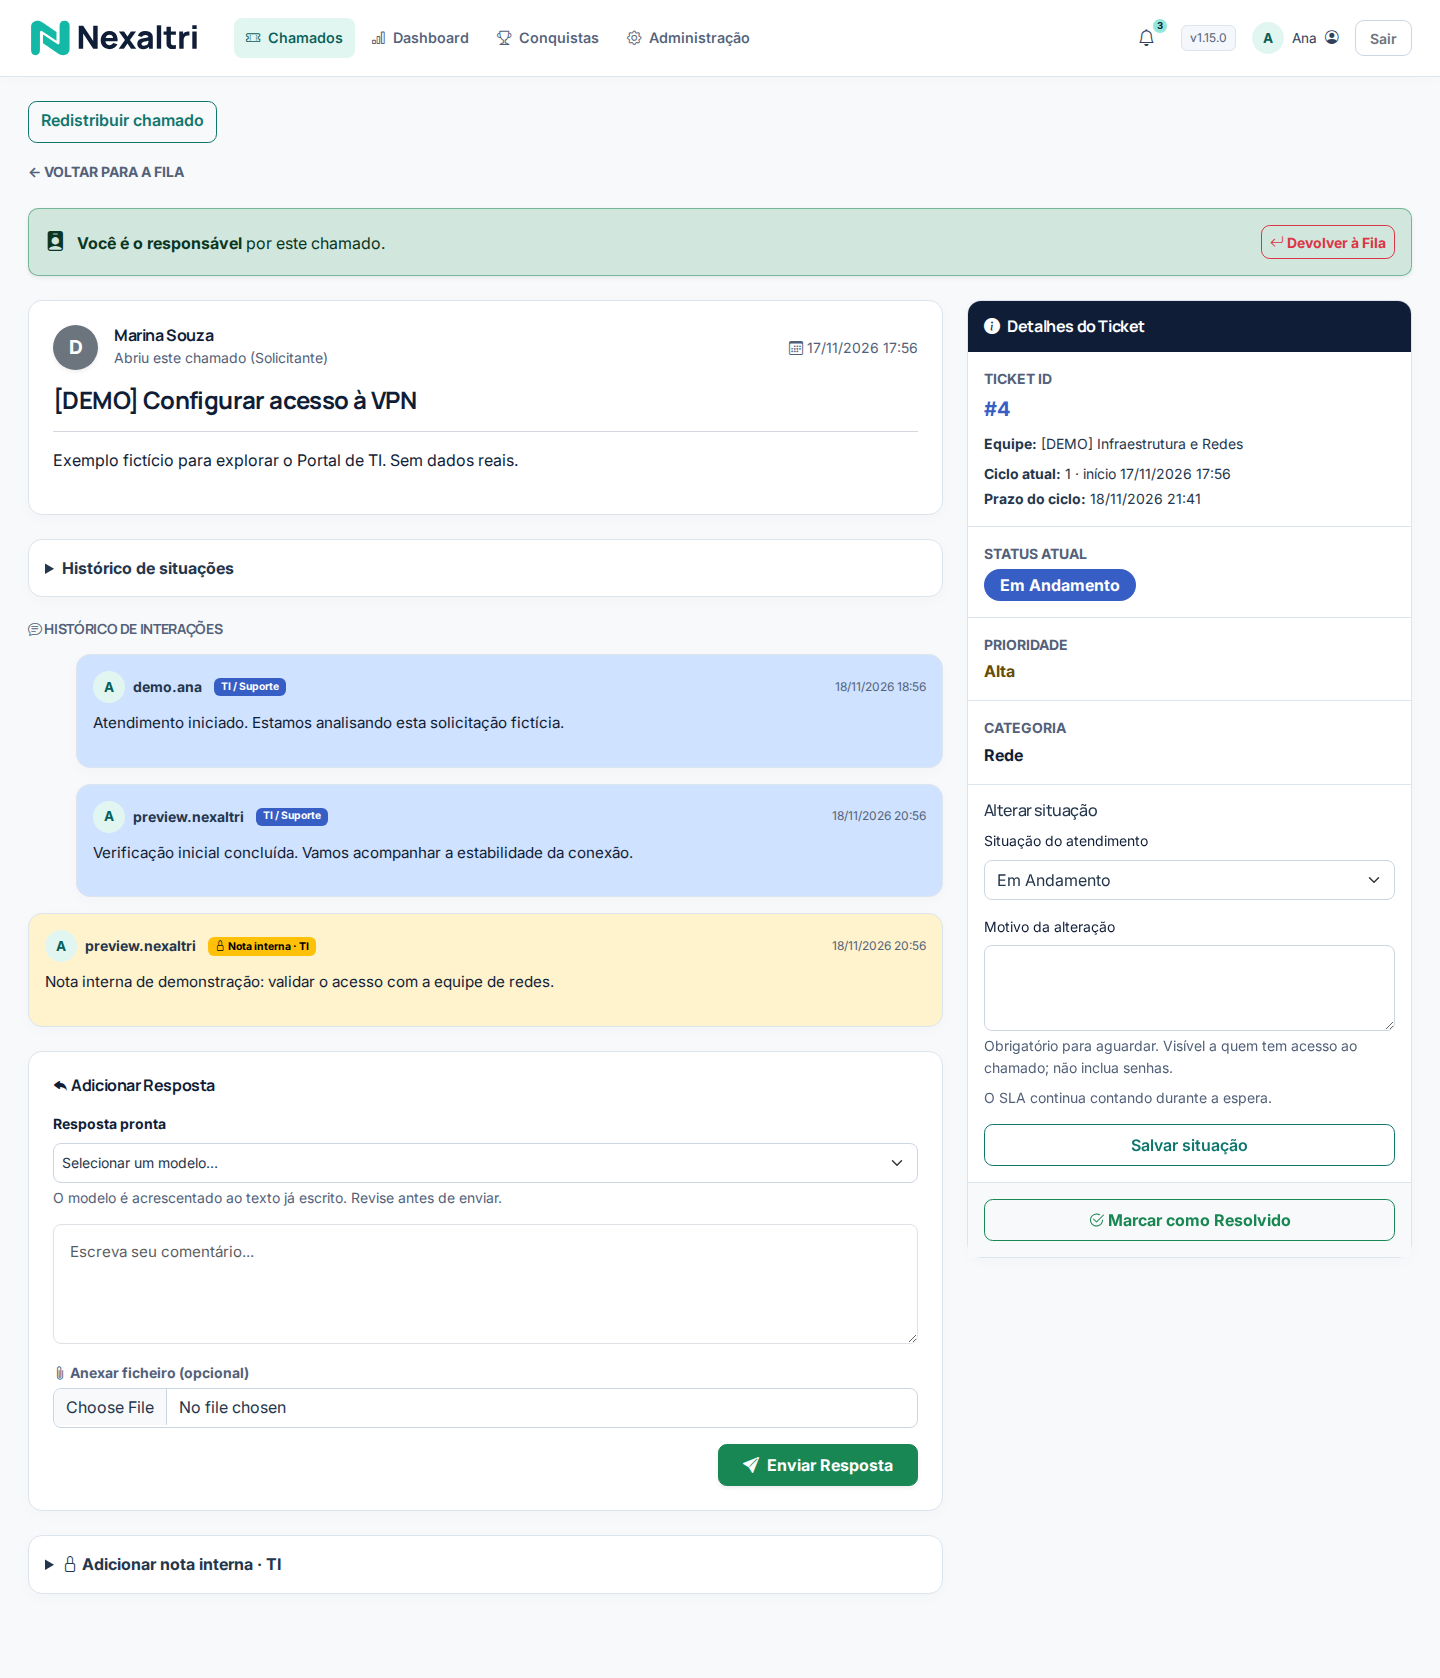 Nexaltri
Chamados
Dashboard
Conquistas
Administração
3
v1.15.0
A
Ana
Sair
Redistribuir chamado
← VOLTAR PARA A FILA
Você é o responsável por este chamado.
Devolver à Fila
D
Marina Souza
Abriu este chamado (Solicitante)
17/11/2026 17:56
[DEMO] Configurar acesso à VPN
Exemplo fictício para explorar o Portal de TI. Sem dados reais.
Histórico de situações
HISTÓRICO DE INTERAÇÕES
A
demo.ana
TI / Suporte
18/11/2026 18:56
Atendimento iniciado. Estamos analisando esta solicitação fictícia.
A
preview.nexaltri
TI / Suporte
18/11/2026 20:56
Verificação inicial concluída. Vamos acompanhar a estabilidade da conexão.
A
preview.nexaltri
Nota interna · TI
18/11/2026 20:56
Nota interna de demonstração: validar o acesso com a equipe de redes.
Adicionar Resposta
Resposta pronta
Selecionar um modelo...
O modelo é acrescentado ao texto já escrito. Revise antes de enviar.
Escreva seu comentário...
Anexar ficheiro (opcional)
Choose File
No file chosen
Enviar Resposta
Adicionar nota interna · TI
Detalhes do Ticket
TICKET ID
#4
Equipe: [DEMO] Infraestrutura e Redes
Ciclo atual: 1 · início 17/11/2026 17:56
Prazo do ciclo: 18/11/2026 21:41
STATUS ATUAL
Em Andamento
PRIORIDADE
Alta
CATEGORIA
Rede
Alterar situação
Situação do atendimento
Em Andamento
Motivo da alteração
Obrigatório para aguardar. Visível a quem tem acesso ao
chamado; não inclua senhas.
O SLA continua contando durante a espera.
Salvar situação
Marcar como Resolvido